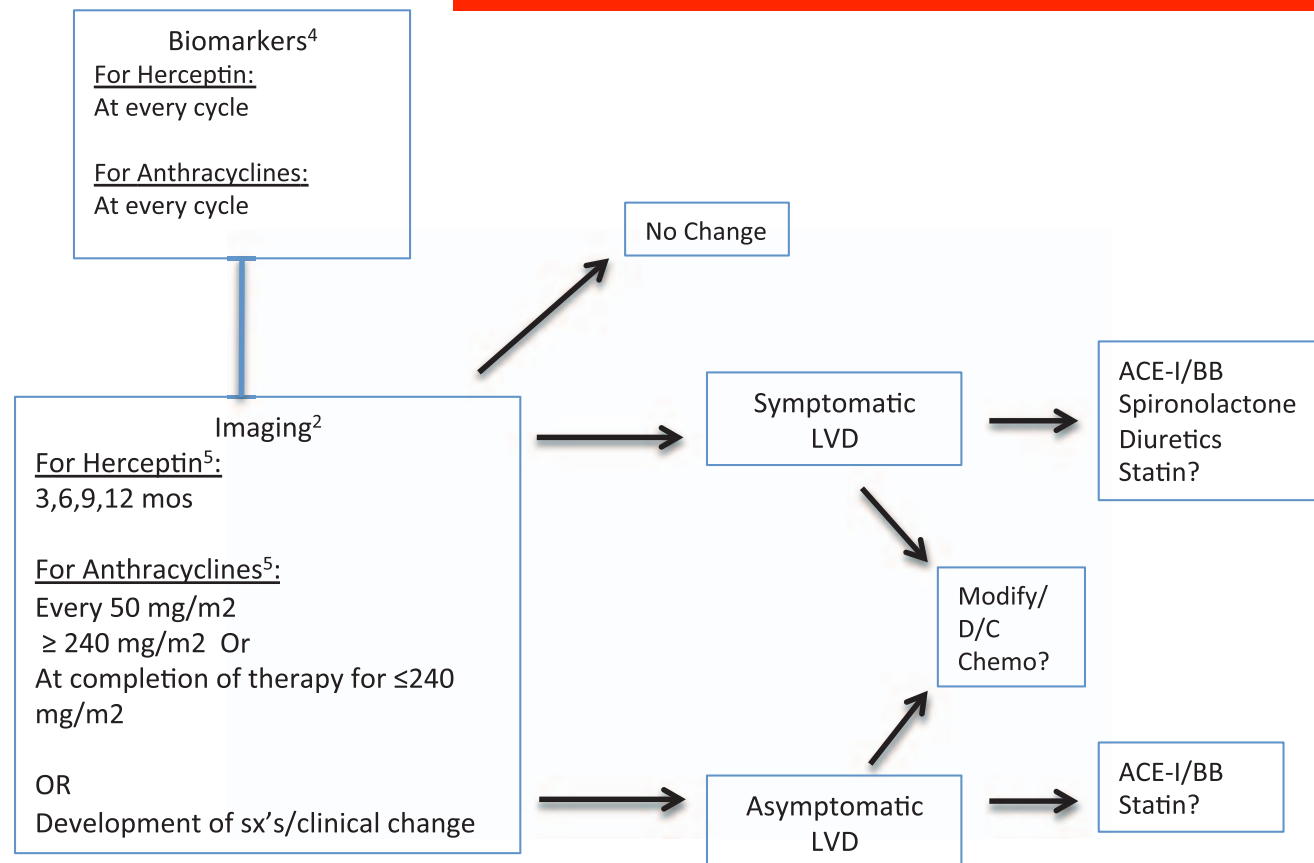 Biomarkers4
For Herceptin:
At every cycle
For Anthracyclines:
At every cycle
No Change
Imaging2
For Herceptin5:
3,6,9,12 mos
For Anthracyclines5:
Every 50 mg/m2
≥ 240 mg/m2 Or
At completion of therapy for ≤240
mg/m2
OR
Development of sx's/clinical change
Symptomatic
LVD
ACE-I/BB
Spironolactone
Diuretics
Statin?
Modify/
D/C
Chemo?
Asymptomatic
LVD
ACE-I/BB
Statin?